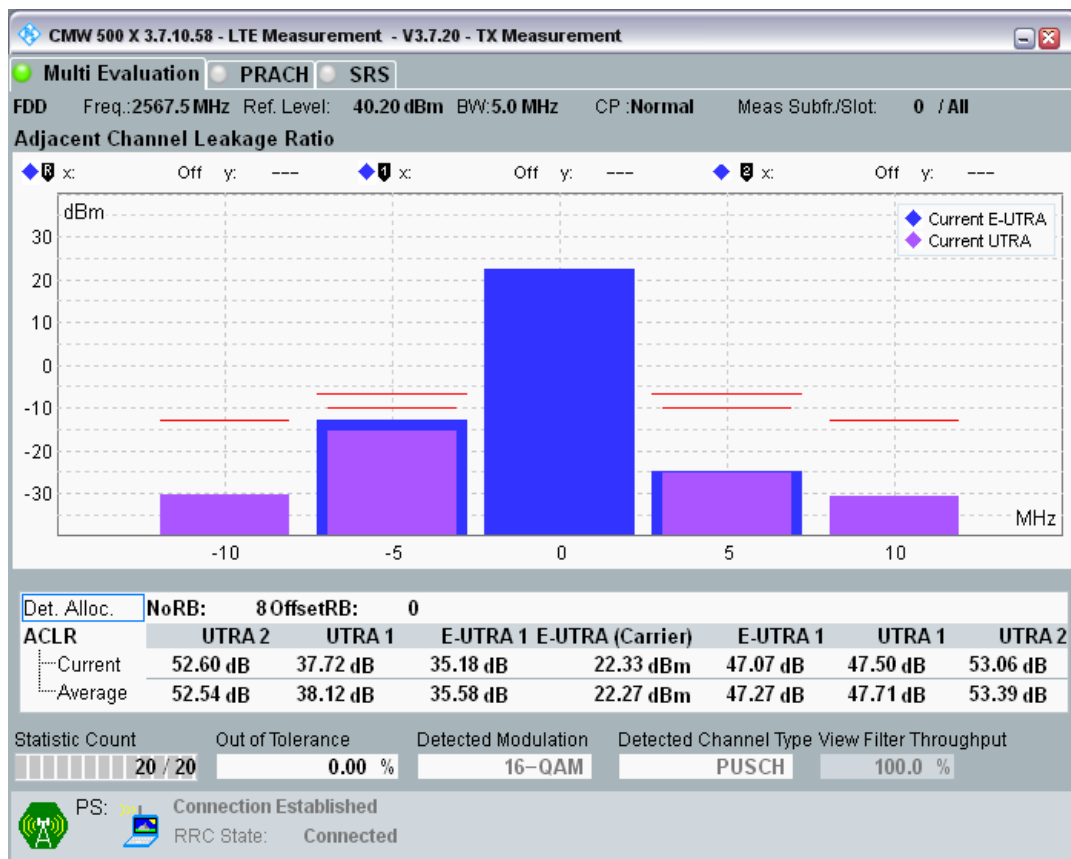 CMW 500 X 3.7.10.58 - LTE Measurement - V3.7.20 - TX Measurement
Multi Evaluation PRACH SRS
FDD Freq.:2567.5 MHz Ref. Level: 40.20 dBm BW:5.0 MHz CP :Normal Meas Subfr./Slot: 0 / All
Adjacent Channel Leakage Ratio
R x: Off y: --- 1 x: Off y: --- 2 x: Off y: ---
dBm
Current E-UTRA
Current UTRA
30
20
10
0
-10
-20
-30
MHz
-10 -5 0 5 10
Det. Alloc. NoRB: 8 OffsetRB: 0
ACLR UTRA 2 UTRA 1 E-UTRA 1 E-UTRA (Carrier) E-UTRA 1 UTRA 1 UTRA 2
Current 52.60 dB 37.72 dB 35.18 dB 22.33 dBm 47.07 dB 47.50 dB 53.06 dB
Average 52.54 dB 38.12 dB 35.58 dB 22.27 dBm 47.27 dB 47.71 dB 53.39 dB
Statistic Count Out of Tolerance Detected Modulation Detected Channel Type View Filter Throughput
20 / 20 0.00 % 16-QAM PUSCH 100.0 %
PS: Connection Established
RRC State: Connected